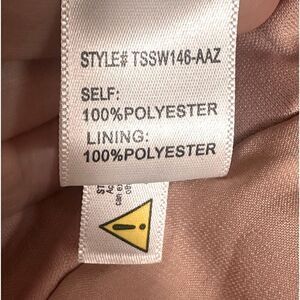 STYLE# TSSW146-AAZ
SELF:
100%POLYESTER
LINING:
100%POLYESTER